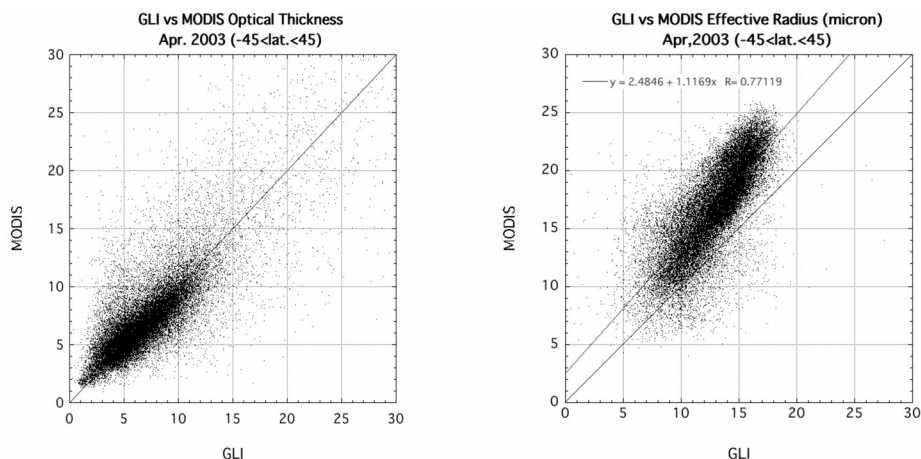 GLI vs MODIS Optical Thickness
Apr. 2003 (-45<lat.<45)
30
25
20
15
10
5
0
MODIS
0 5 10 15 20 25 30
GLI
GLI vs MODIS Effective Radius (micron)
Apr,2003 (-45<lat.<45)
y = 2.4846 + 1.1169x R= 0.77119
30
25
20
15
10
5
0
MODIS
0 5 10 15 20 25 30
GLI